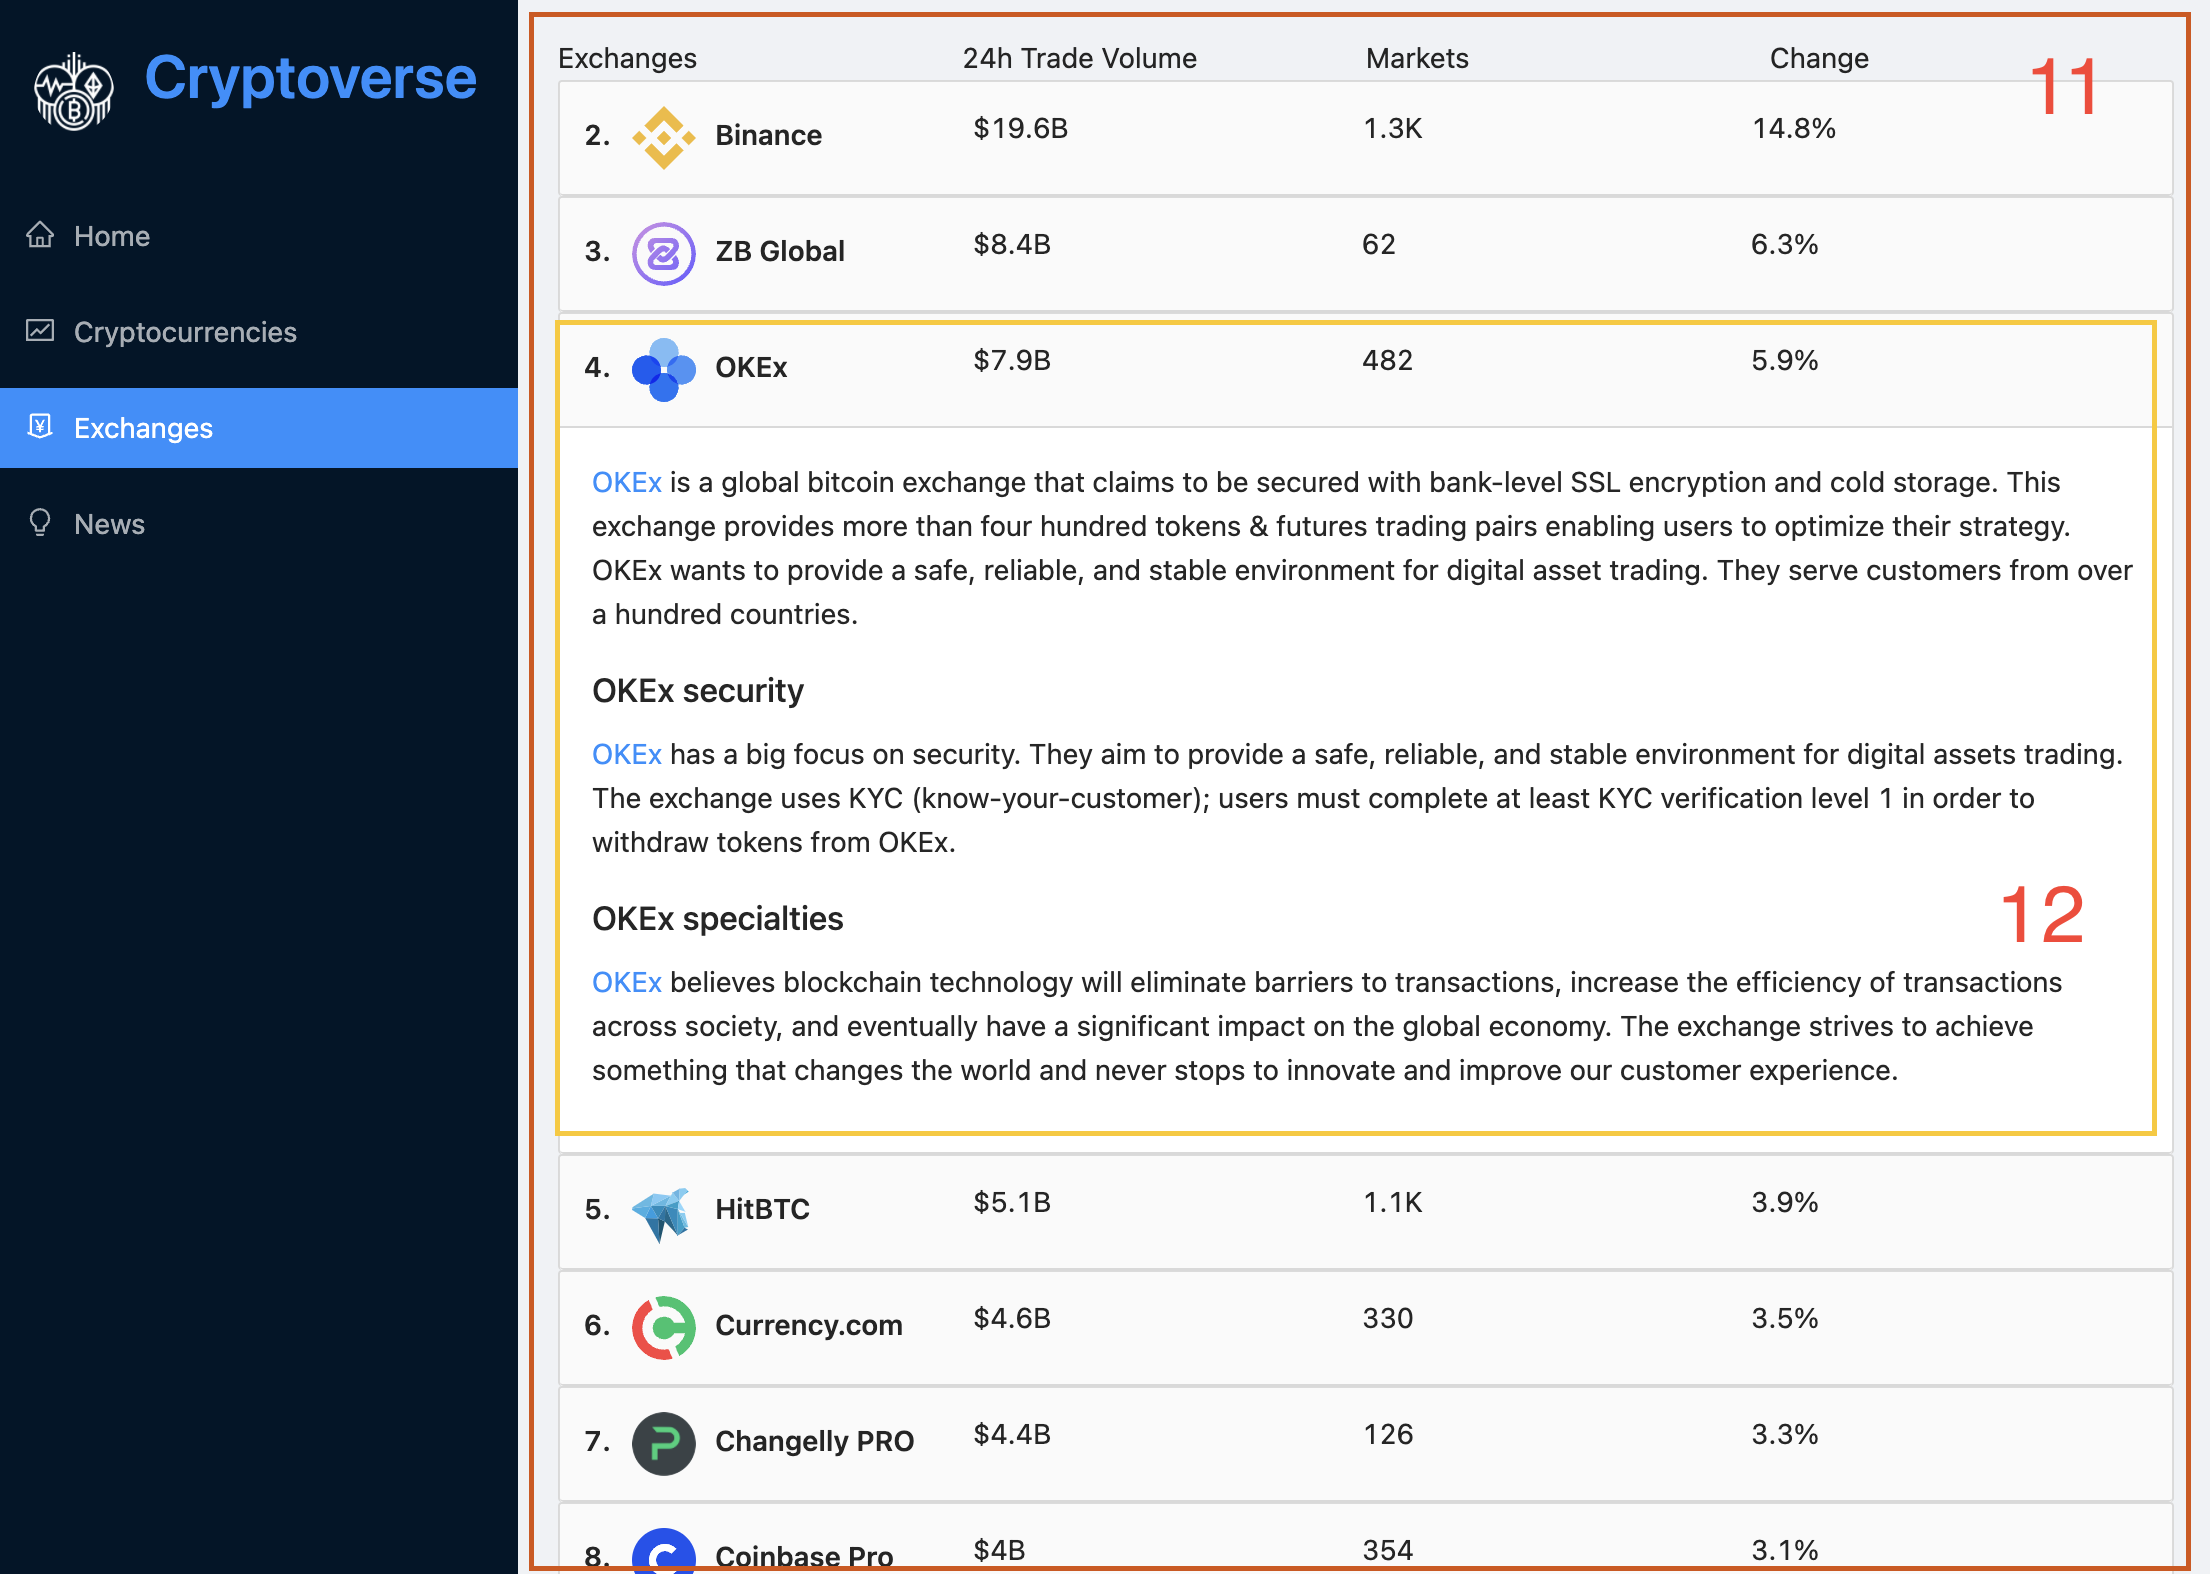 Cryptoverse
Home
Cryptocurrencies
Exchanges
News
Exchanges 24h Trade Volume Markets Change
11
2. Binance $19.6B 1.3K 14.8%
3. ZB Global $8.4B 62 6.3%
4. OKEx $7.9B 482 5.9%
OKEx is a global bitcoin exchange that claims to be secured with bank-level SSL encryption and cold storage. This
exchange provides more than four hundred tokens & futures trading pairs enabling users to optimize their strategy.
OKEx wants to provide a safe, reliable, and stable environment for digital asset trading. They serve customers from over
a hundred countries.
OKEx security
OKEx has a big focus on security. They aim to provide a safe, reliable, and stable environment for digital assets trading.
The exchange uses KYC (know-your-customer); users must complete at least KYC verification level 1 in order to
withdraw tokens from OKEx.
12
OKEx specialties
OKEx believes blockchain technology will eliminate barriers to transactions, increase the efficiency of transactions
across society, and eventually have a significant impact on the global economy. The exchange strives to achieve
something that changes the world and never stops to innovate and improve our customer experience.
5. HitBTC $5.1B 1.1K 3.9%
6. Currency.com $4.6B 330 3.5%
7. Changelly PRO $4.4B 126 3.3%
8. Coinbase Pro $4B 354 3.1%